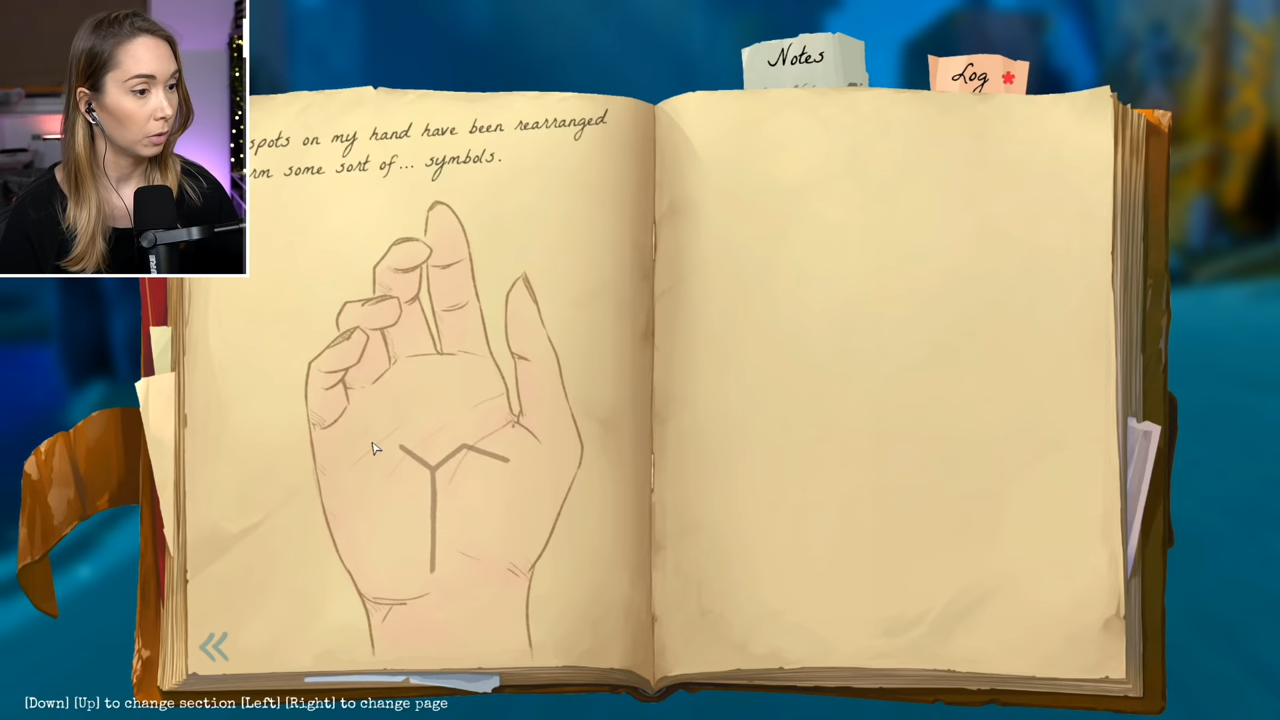 Notes
Log *
spots on my hand have been rearranged
rm some sort of... symbols.
[Down] [Up] to change section [Left] [Right] to change page